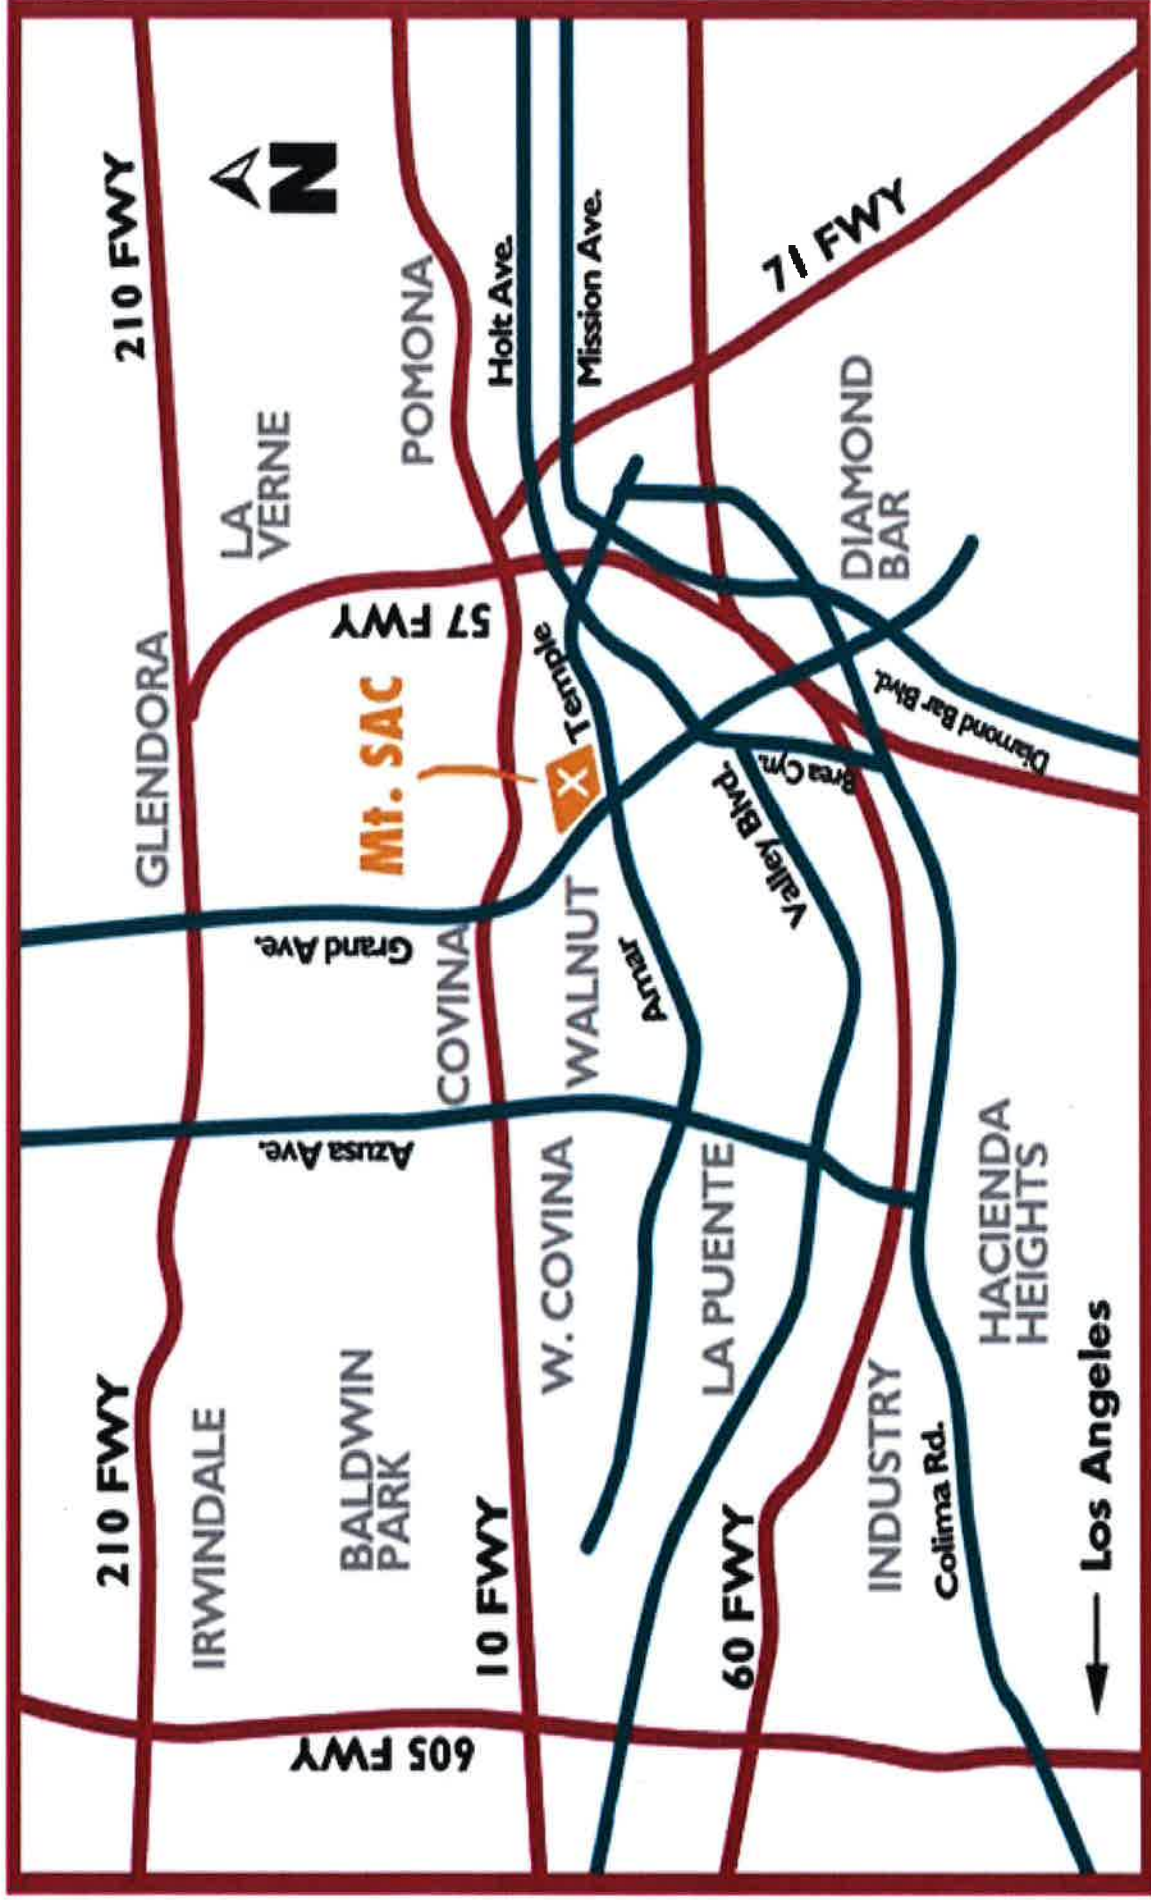 210 FWY
210 FWY
GLENDORA
IRWINDALE
LA
VERNE
N
Azusa Ave.
Grand Ave.
BALDWIN
PARK
605 FWY
Mt. SAC
57 FWY
POMONA
COVINA
10 FWY
Holt Ave.
W. COVINA
WALNUT
X
Temple
Mission Ave.
Amar
LA PUENTE
60 FWY
Valley Blvd.
Brea Cyn.
71 FWY
DIAMOND
BAR
INDUSTRY
Colima Rd.
Diamond Bar Blvd.
HACIENDA
HEIGHTS
Los Angeles